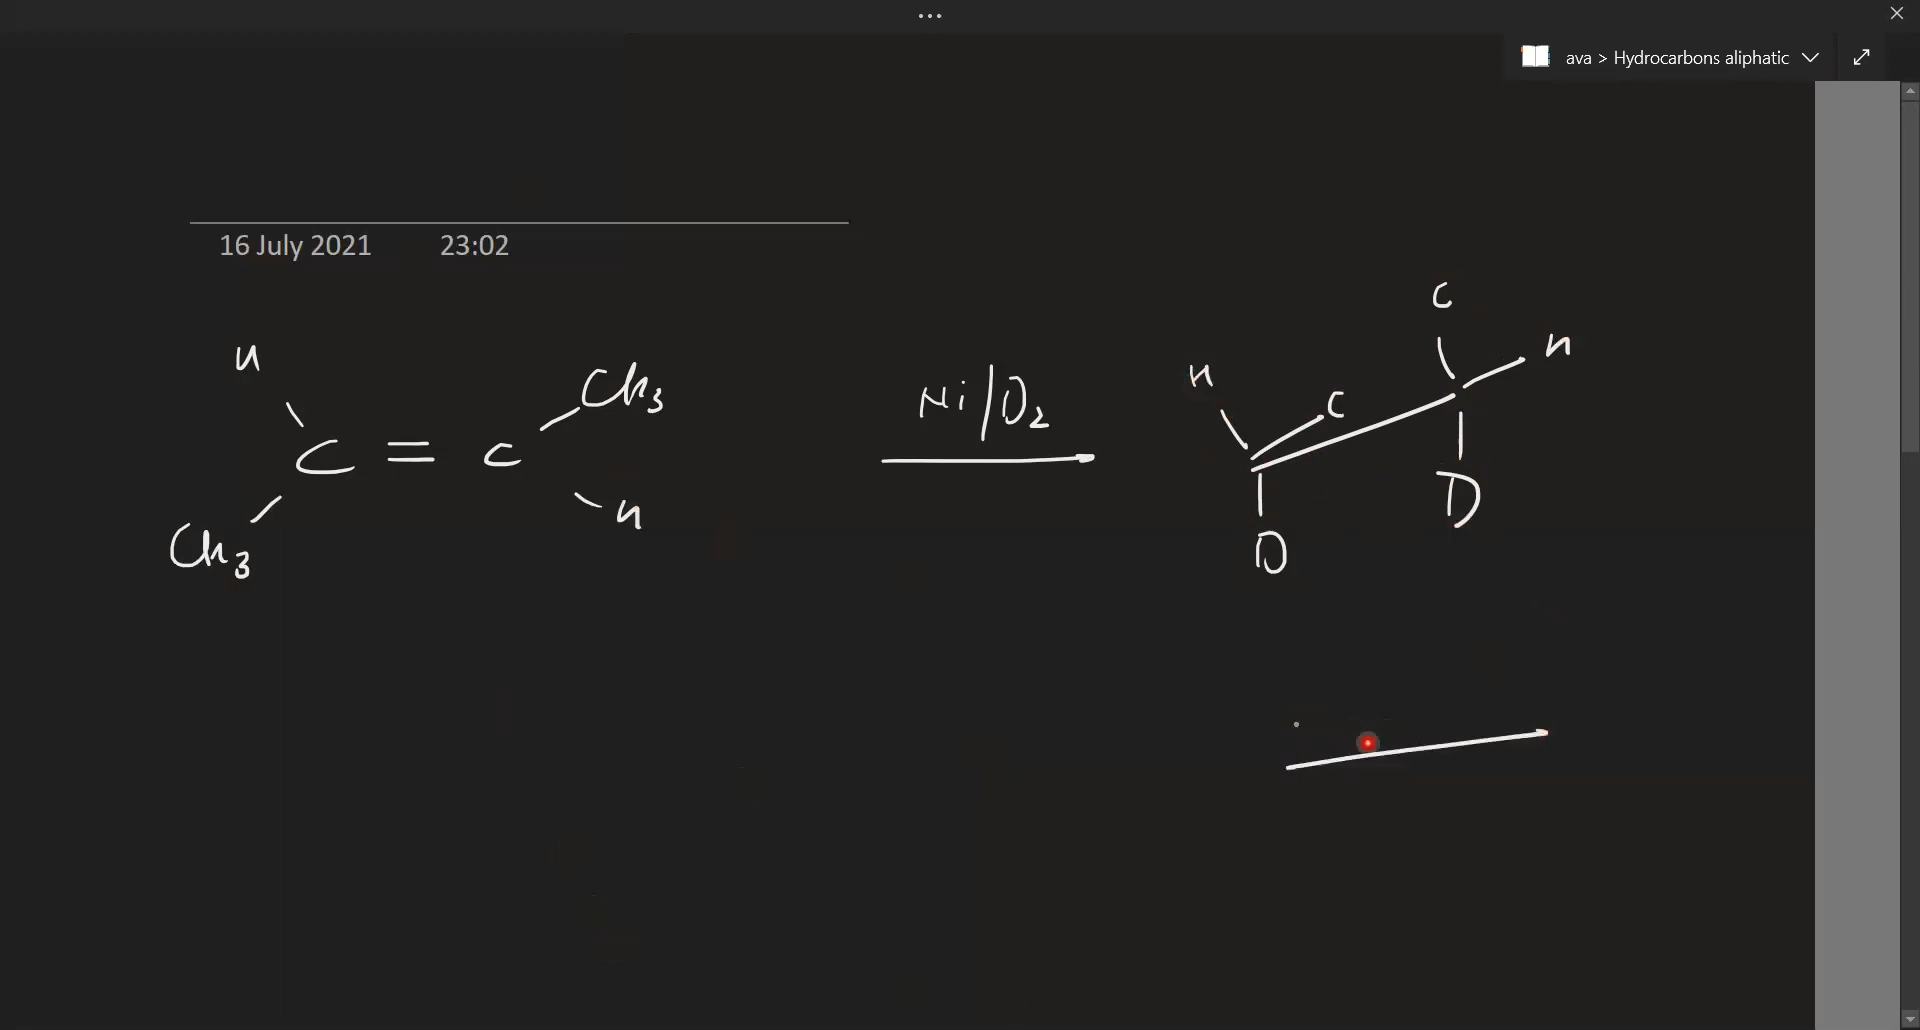 ...
ava > Hydrocarbons aliphatic
16 July 2021 23:02
C
H H
H CH3 Ni/D2 C
C = C
H D
CH3 D